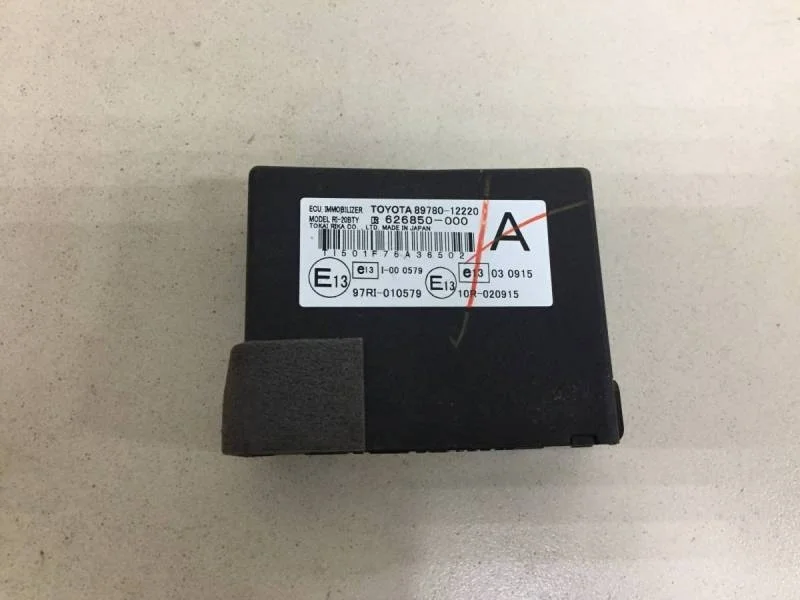 ECU. IMMOBILIZER TOYOTA 89780-12220
MODEL RI-20BTY 626850-000
TOKAI RIKA CO., LTD. MADE IN JAPAN
A
11501F76A36502
E13 e13 I-00 0579 E13 e13 03 0915
97RI-010579 10R-020915